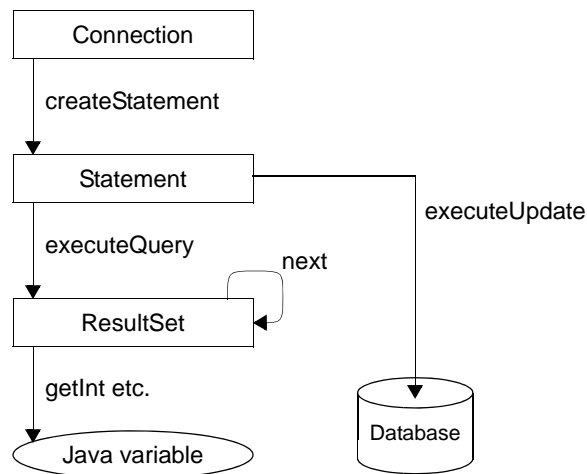 Connection
createStatement
Statement
executeUpdate
executeQuery
next
ResultSet
getInt etc.
Database
Java variable